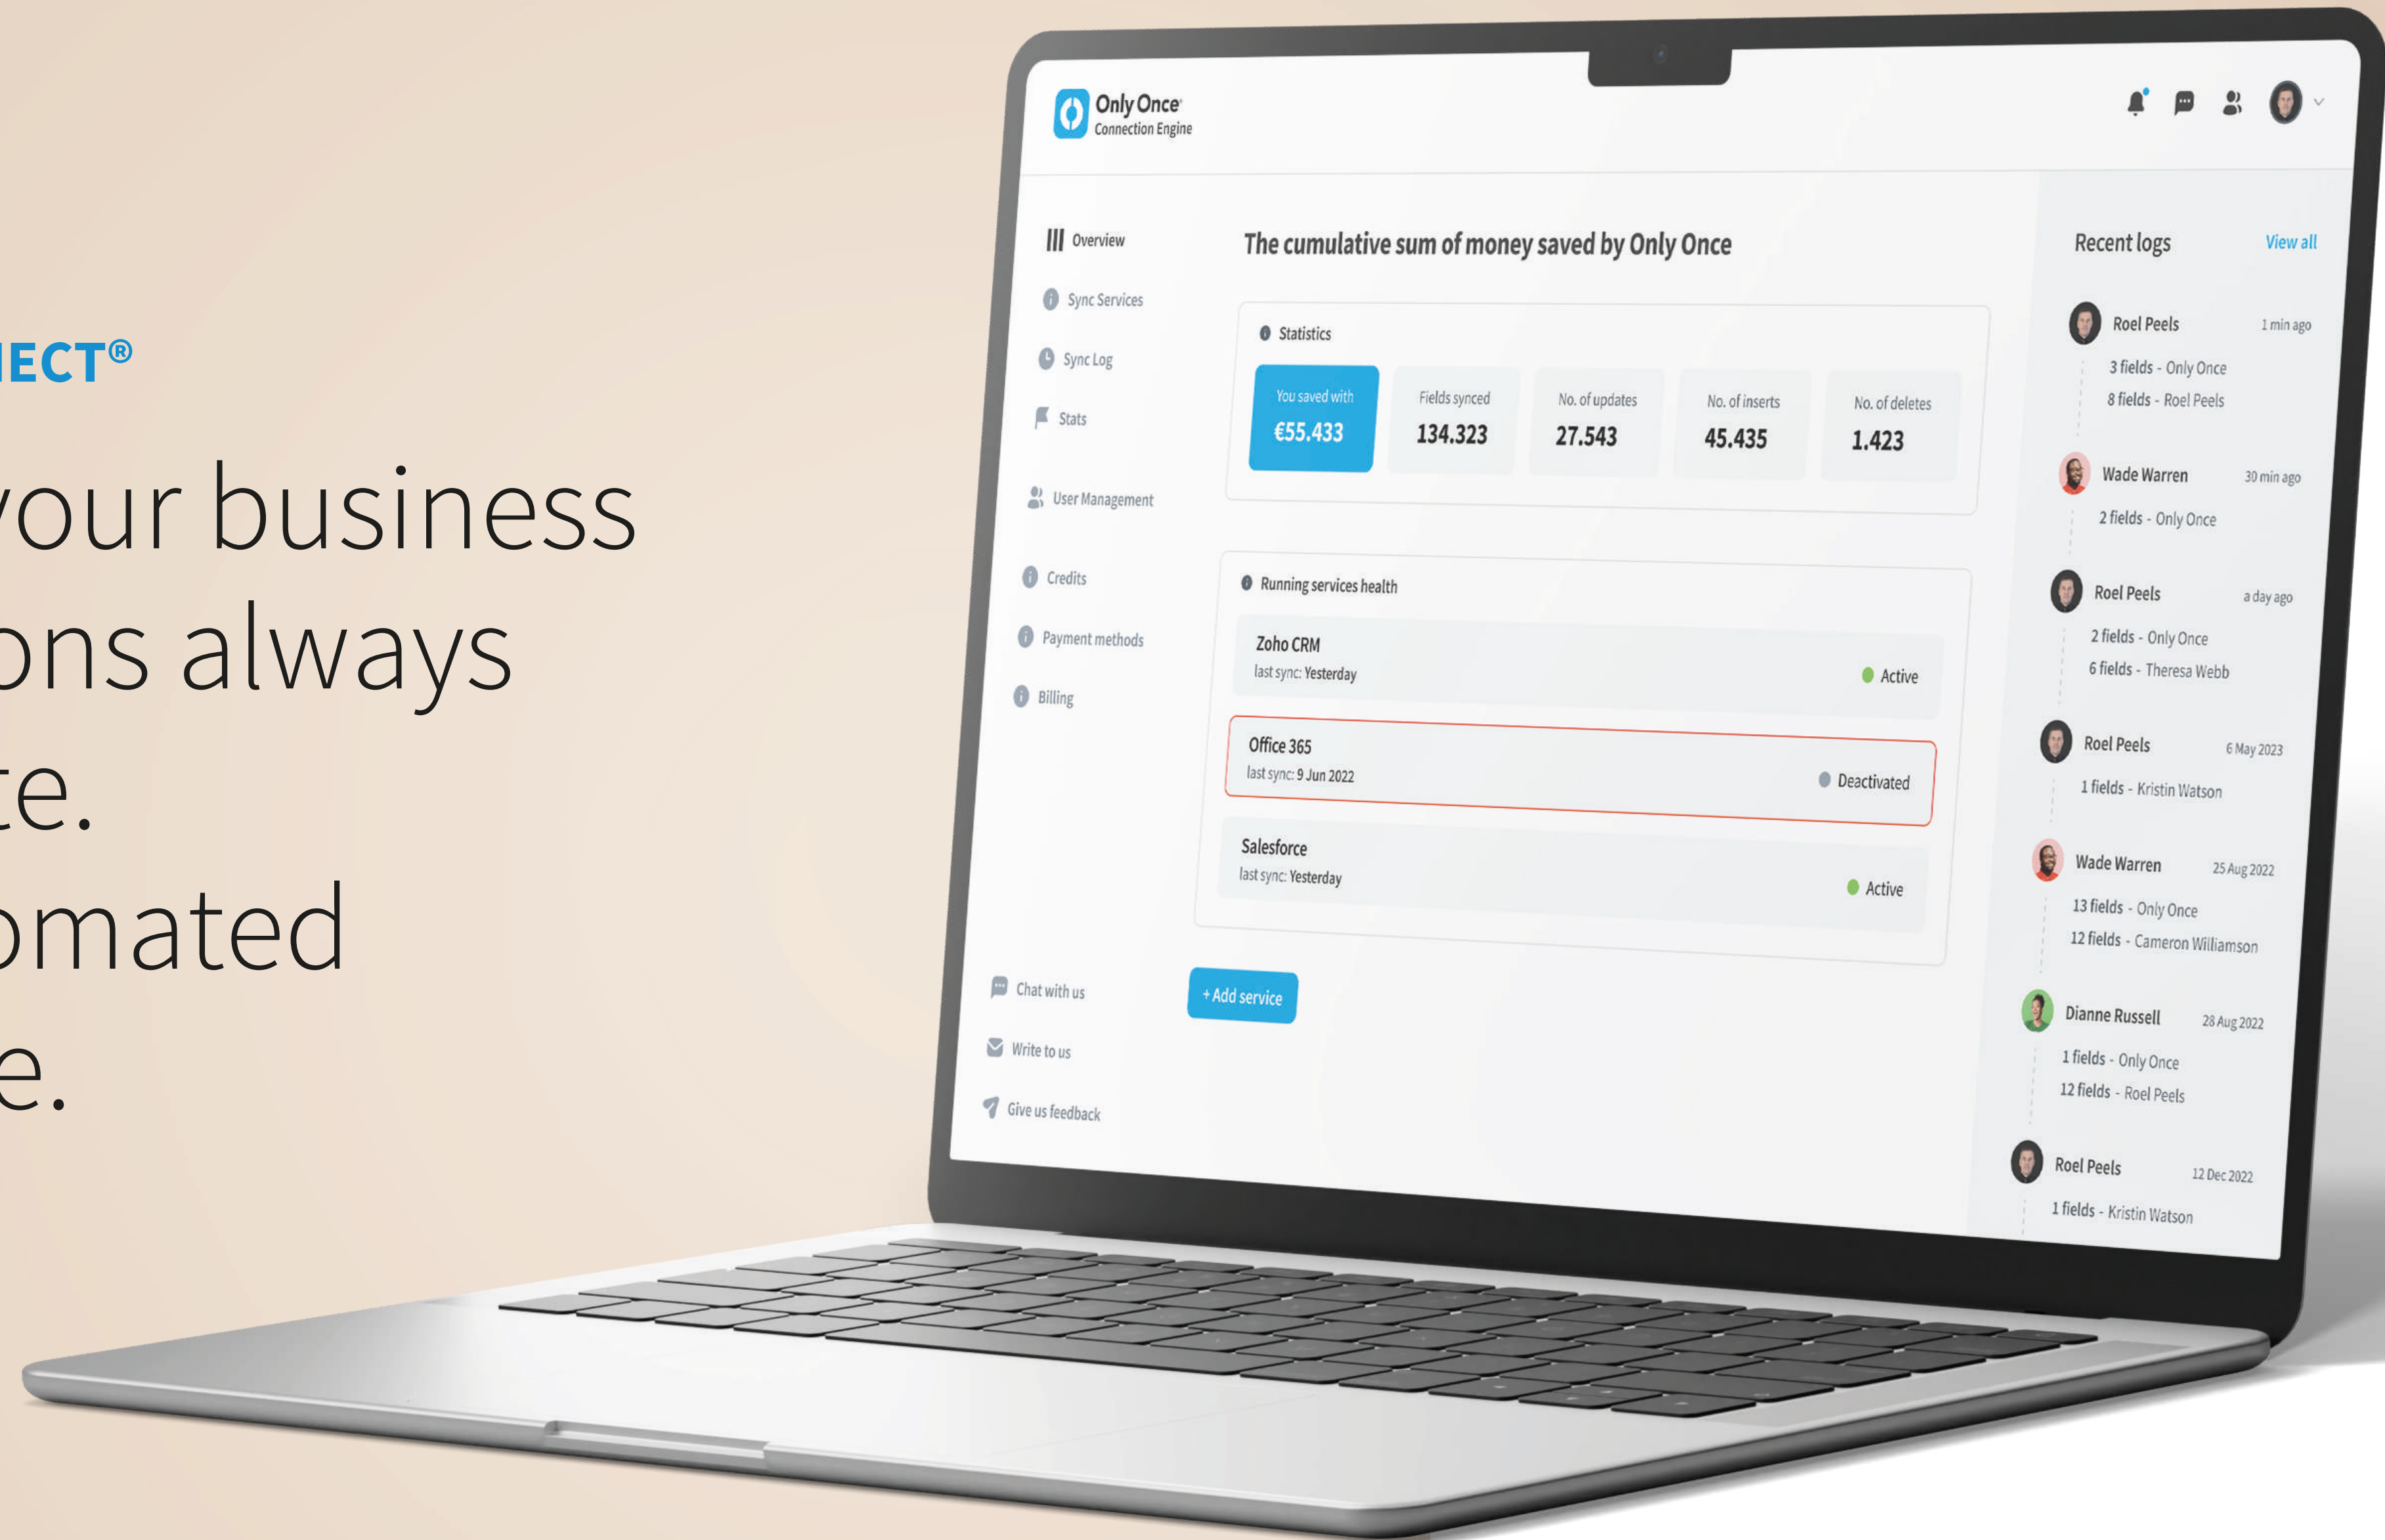 NECT®
your business
ons always
te.
omated
e.
Only Once
Connection Engine
Overview
Sync Services
Sync Log
Stats
User Management
Credits
Payment methods
Billing
Chat with us
Write to us
Give us feedback
The cumulative sum of money saved by Only Once
Statistics
You saved with
€55.433
Fields synced
134.323
No. of updates
27.543
No. of inserts
45.435
No. of deletes
1.423
Running services health
Zoho CRM
last sync: Yesterday
Active
Office 365
last sync: 9 Jun 2022
Deactivated
Salesforce
last sync: Yesterday
Active
+ Add service
Recent logs View all
Roel Peels 1 min ago
3 fields - Only Once
8 fields - Roel Peels
Wade Warren 30 min ago
2 fields - Only Once
Roel Peels a day ago
2 fields - Only Once
6 fields - Theresa Webb
Roel Peels 6 May 2023
1 fields - Kristin Watson
Wade Warren 25 Aug 2022
13 fields - Only Once
12 fields - Cameron Williamson
Dianne Russell 28 Aug 2022
1 fields - Only Once
12 fields - Roel Peels
Roel Peels 12 Dec 2022
1 fields - Kristin Watson